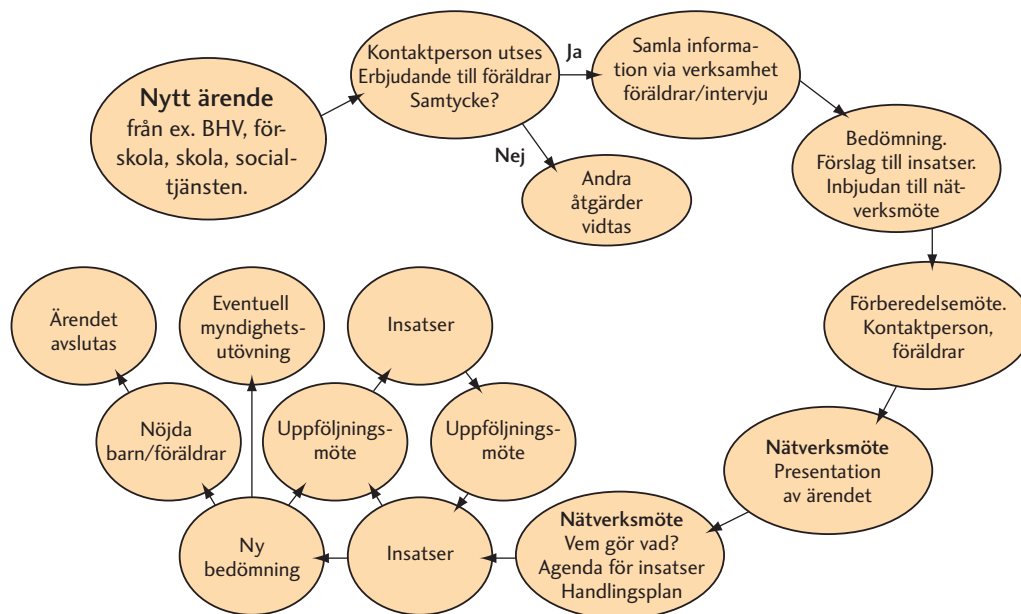 Nytt ärende
från ex. BHV, för-
skola, skola, social-
tjänsten.
Kontaktperson utses
Erbjudande till föräldrar
Samtycke?
Ja
Nej
Samla informa-
tion via verksamhet
föräldrar/intervju
Andra
åtgärder
vidtas
Bedömning.
Förslag till insatser.
Inbjudan till nät-
verksmöte
Förberedelsemöte.
Kontaktperson,
föräldrar
Nätverksmöte
Presentation
av ärendet
Nätverksmöte
Vem gör vad?
Agenda för insatser
Handlingsplan
Insatser
Uppföljnings-
möte
Insatser
Uppföljnings-
möte
Ny
bedömning
Eventuell
myndighets-
utövning
Nöjda
barn/föräldrar
Ärendet
avslutas